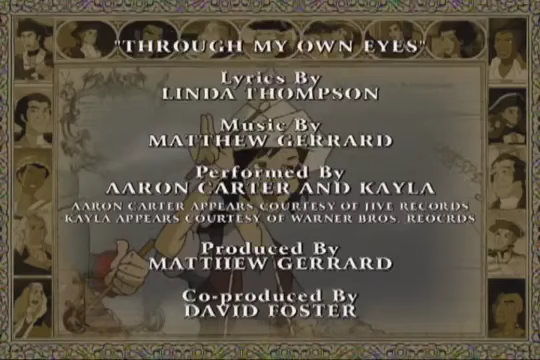 "THROUGH MY OWN EYES"
Lyrics By
LINDA THOMPSON
Music By
MATTHEW GERRARD
Performed By
AARON CARTER AND KAYLA
AARON CARTER APPEARS COURTESY OF JIVE RECORDS
KAYLA APPEARS COURTESY OF WARNER BROS. REOCRDS
Produced By
MATTHEW GERRARD
Co-produced By
DAVID FOSTER